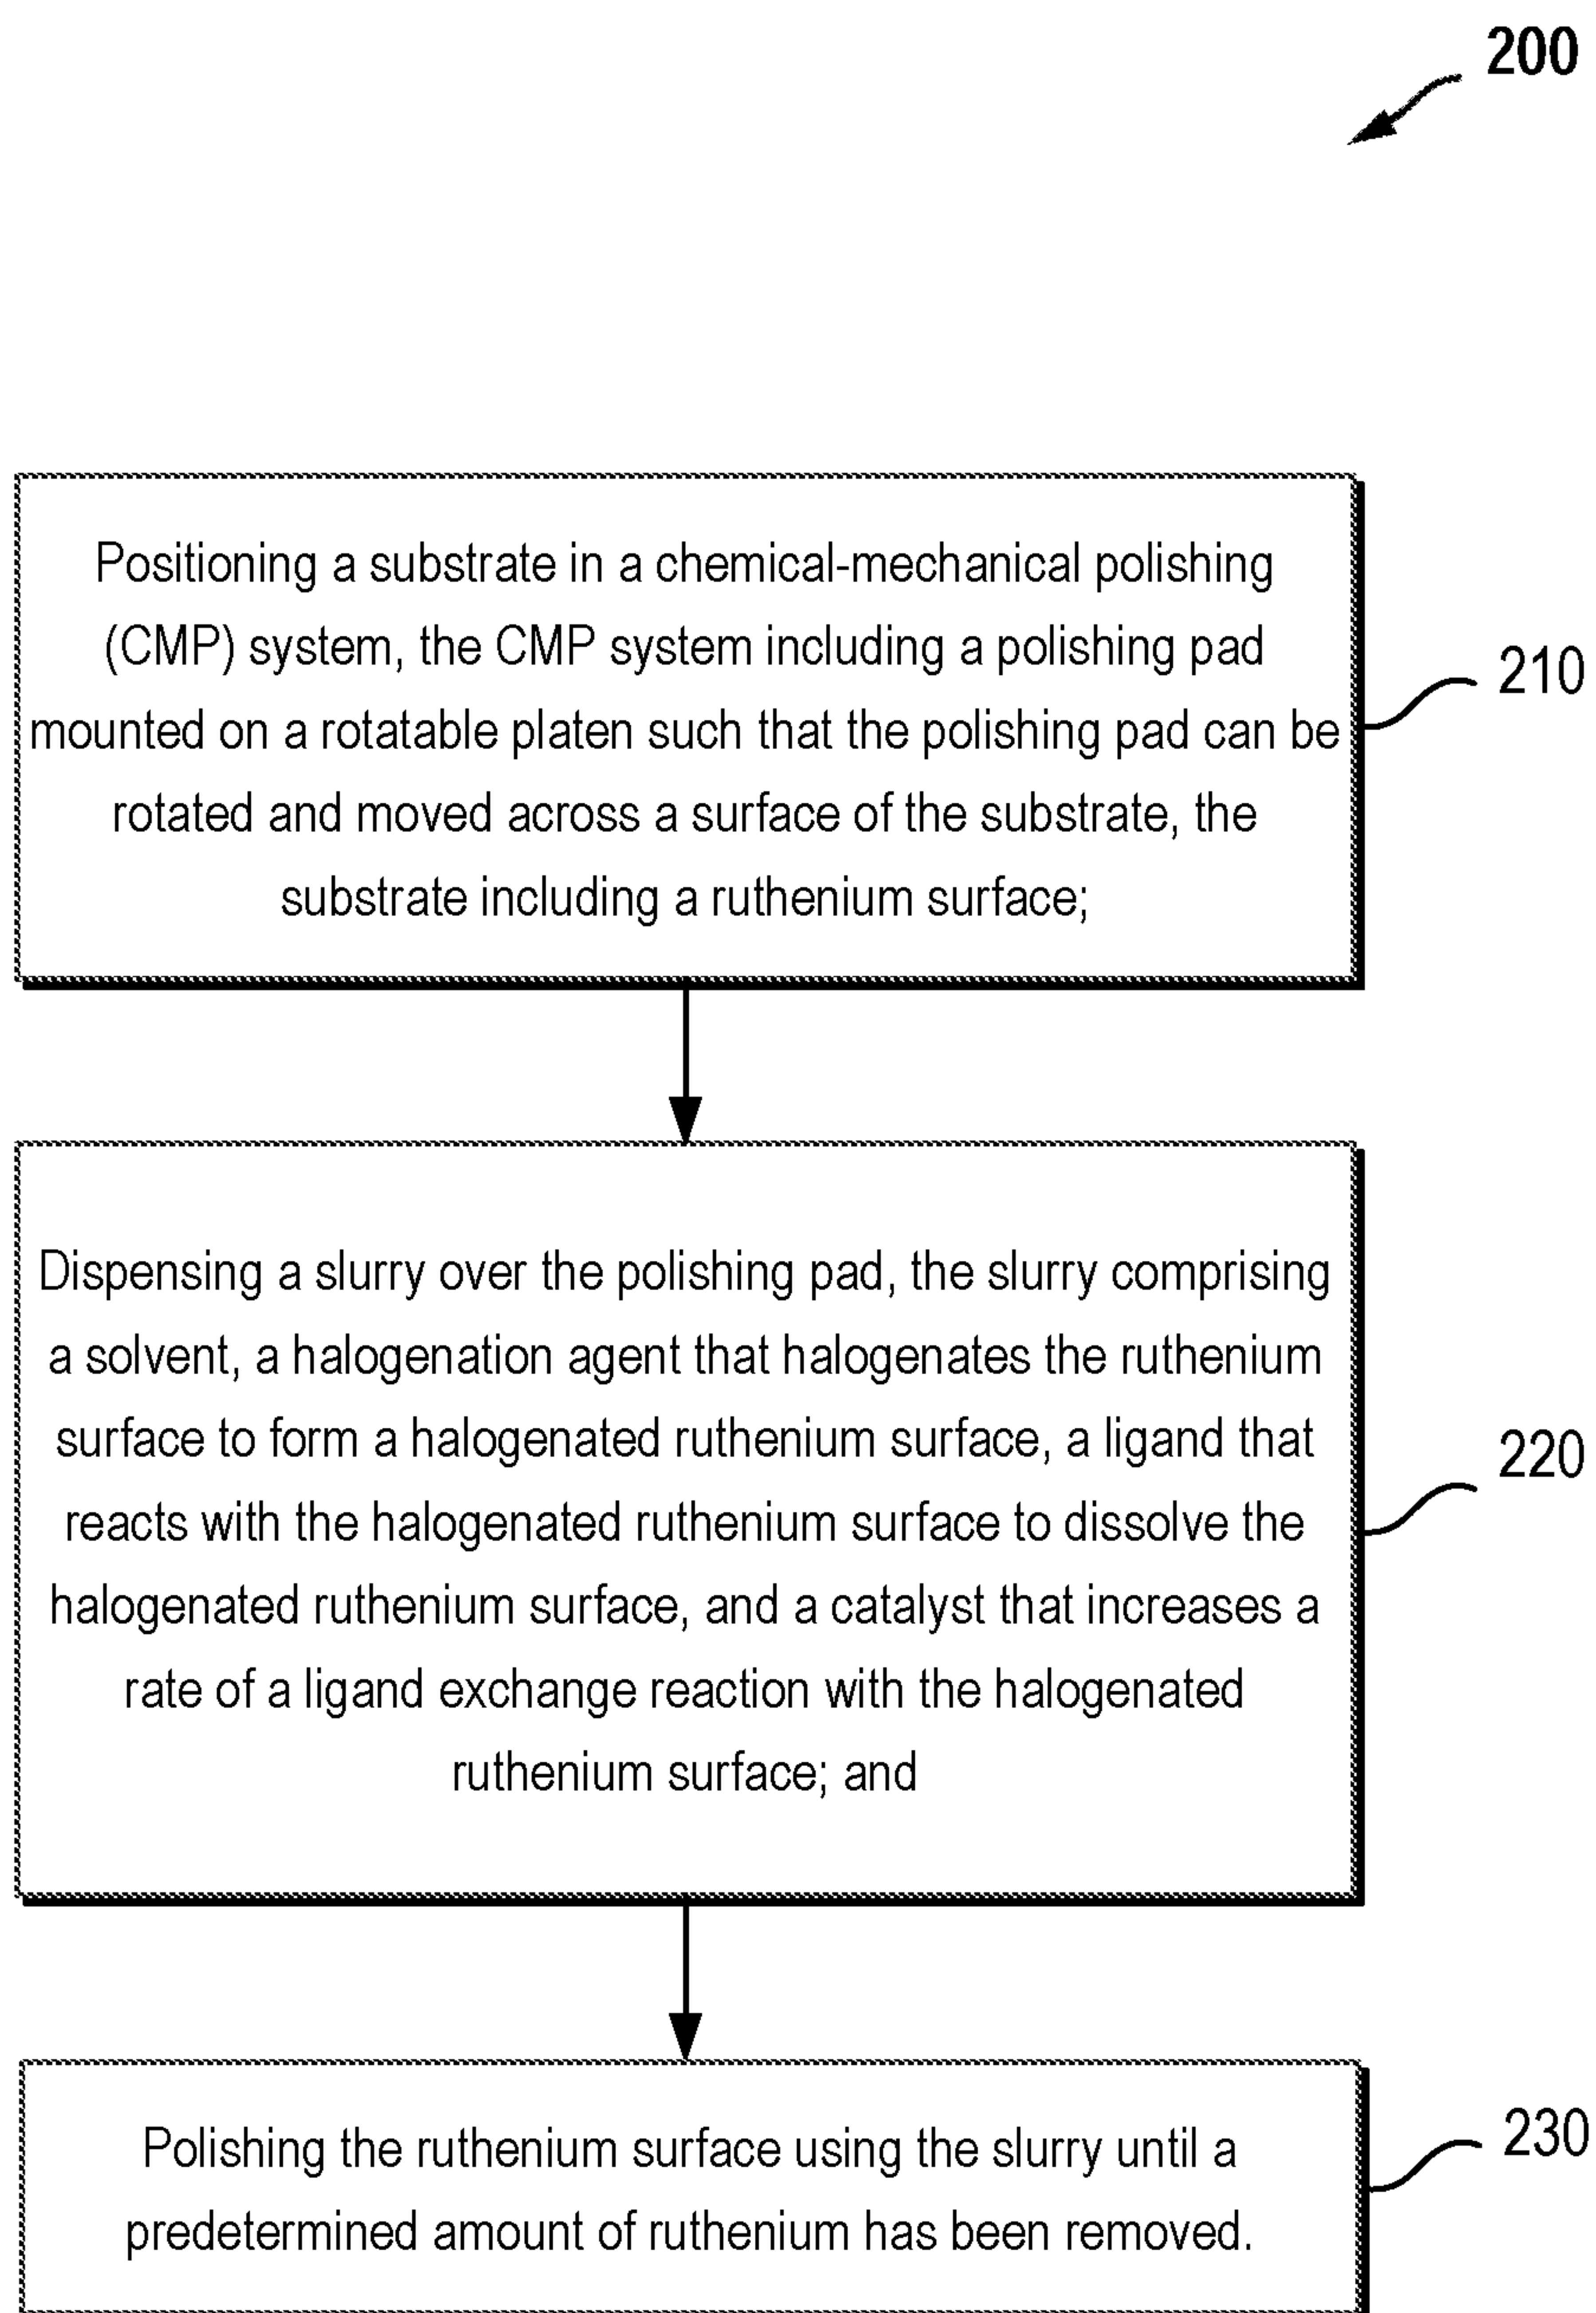 200
Positioning a substrate in a chemical-mechanical polishing
(CMP) system, the CMP system including a polishing pad
mounted on a rotatable platen such that the polishing pad can be
rotated and moved across a surface of the substrate, the
substrate including a ruthenium surface;
210
Dispensing a slurry over the polishing pad, the slurry comprising
a solvent, a halogenation agent that halogenates the ruthenium
surface to form a halogenated ruthenium surface, a ligand that
reacts with the halogenated ruthenium surface to dissolve the
halogenated ruthenium surface, and a catalyst that increases a
rate of a ligand exchange reaction with the halogenated
ruthenium surface; and
220
Polishing the ruthenium surface using the slurry until a
predetermined amount of ruthenium has been removed.
230